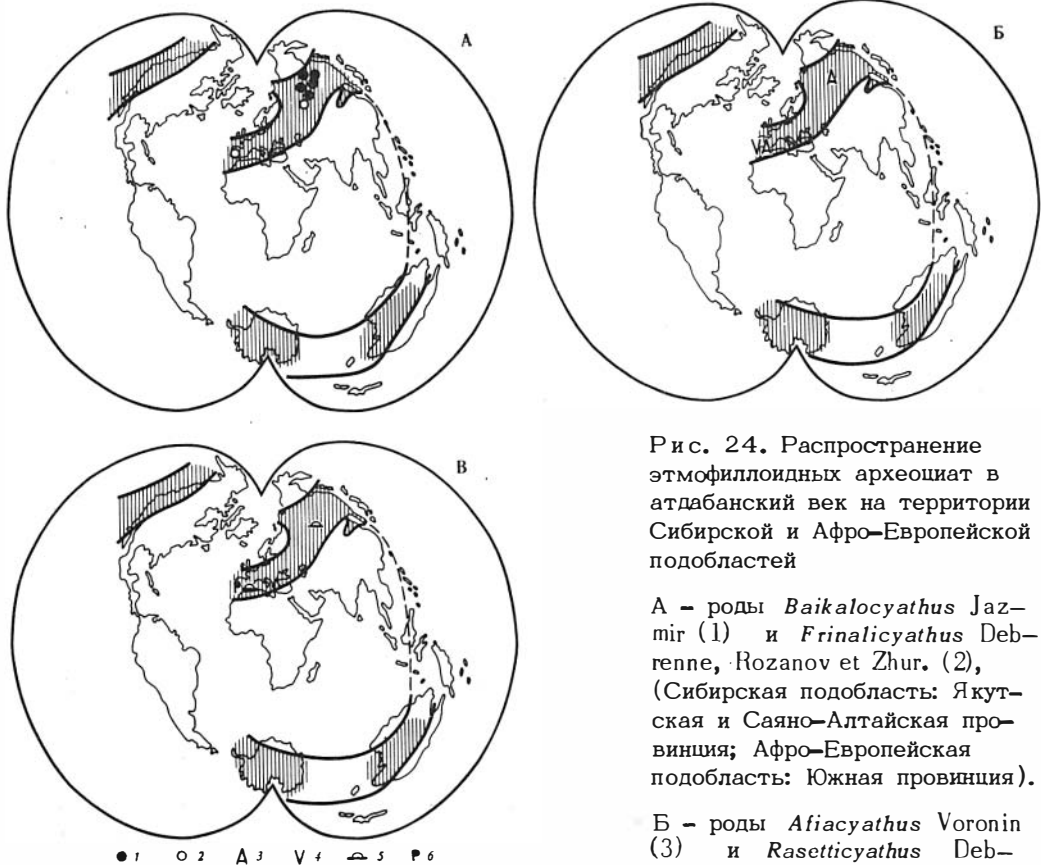 А
Б
В
● 1 ○ 2 Δ 3 V 4 5 P 6
Рис. 24. Распространение
этмофиллоидных археоциат в
атдабанский век на территории
Сибирской и Афро-Европейской
подобластей
А – роды Baikalocyathus Jaz-
mir (1) и Frinalicyathus Deb-
renne, Rozanov et Zhur. (2),
(Сибирская подобласть: Якут-
ская и Саяно-Алтайская про-
винция; Афро-Европейская
подобласть: Южная провинция).
Б – роды Afiacyathus Voronin
(3) и Rasetticyathus Deb-